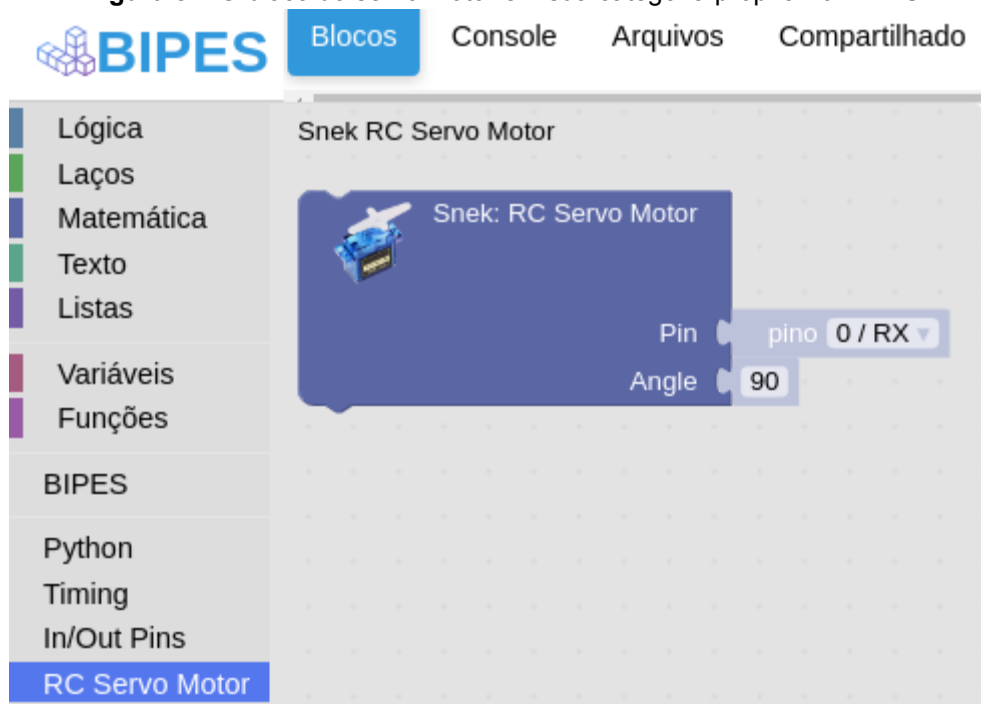 BIPES
Blocos Console Arquivos Compartilhado
Lógica
Laços
Matemática
Texto
Listas
Variáveis
Funções
BIPES
Python
Timing
In/Out Pins
RC Servo Motor
Snek RC Servo Motor
Snek: RC Servo Motor
Pin pino 0 / RX
Angle 90